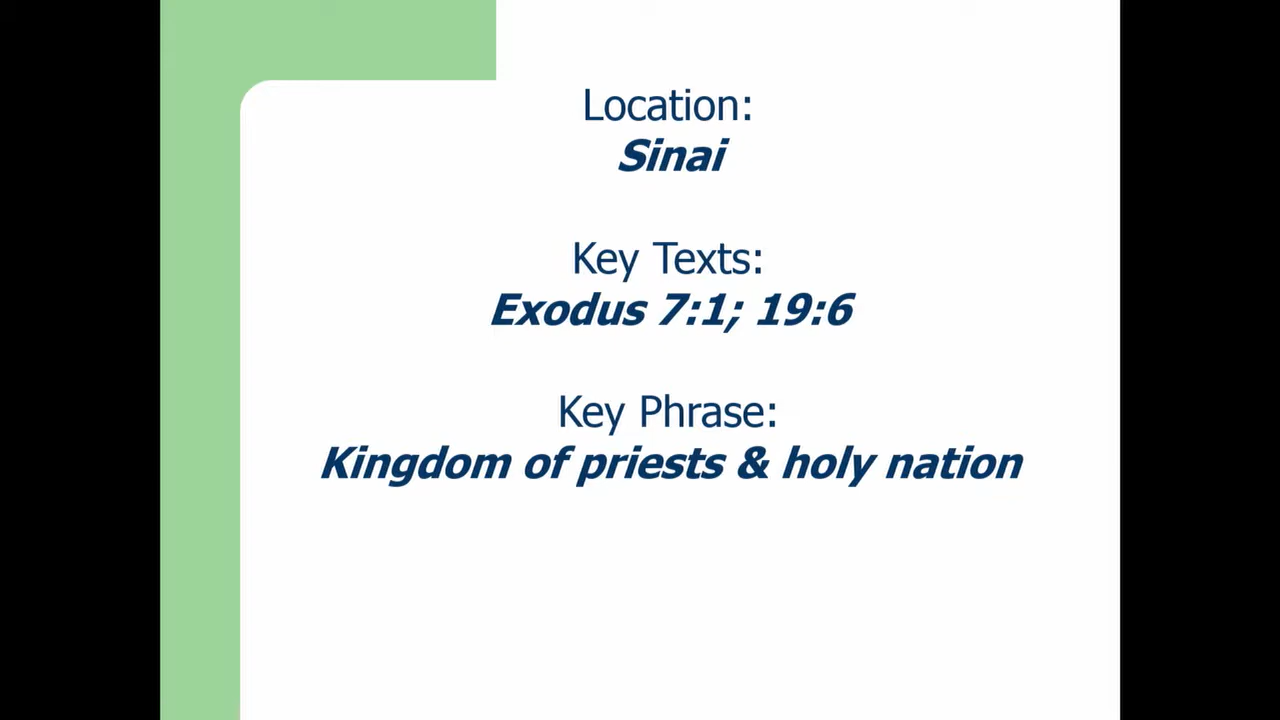 Location:
Sinai
Key Texts:
Exodus 7:1; 19:6
Key Phrase:
Kingdom of priests & holy nation